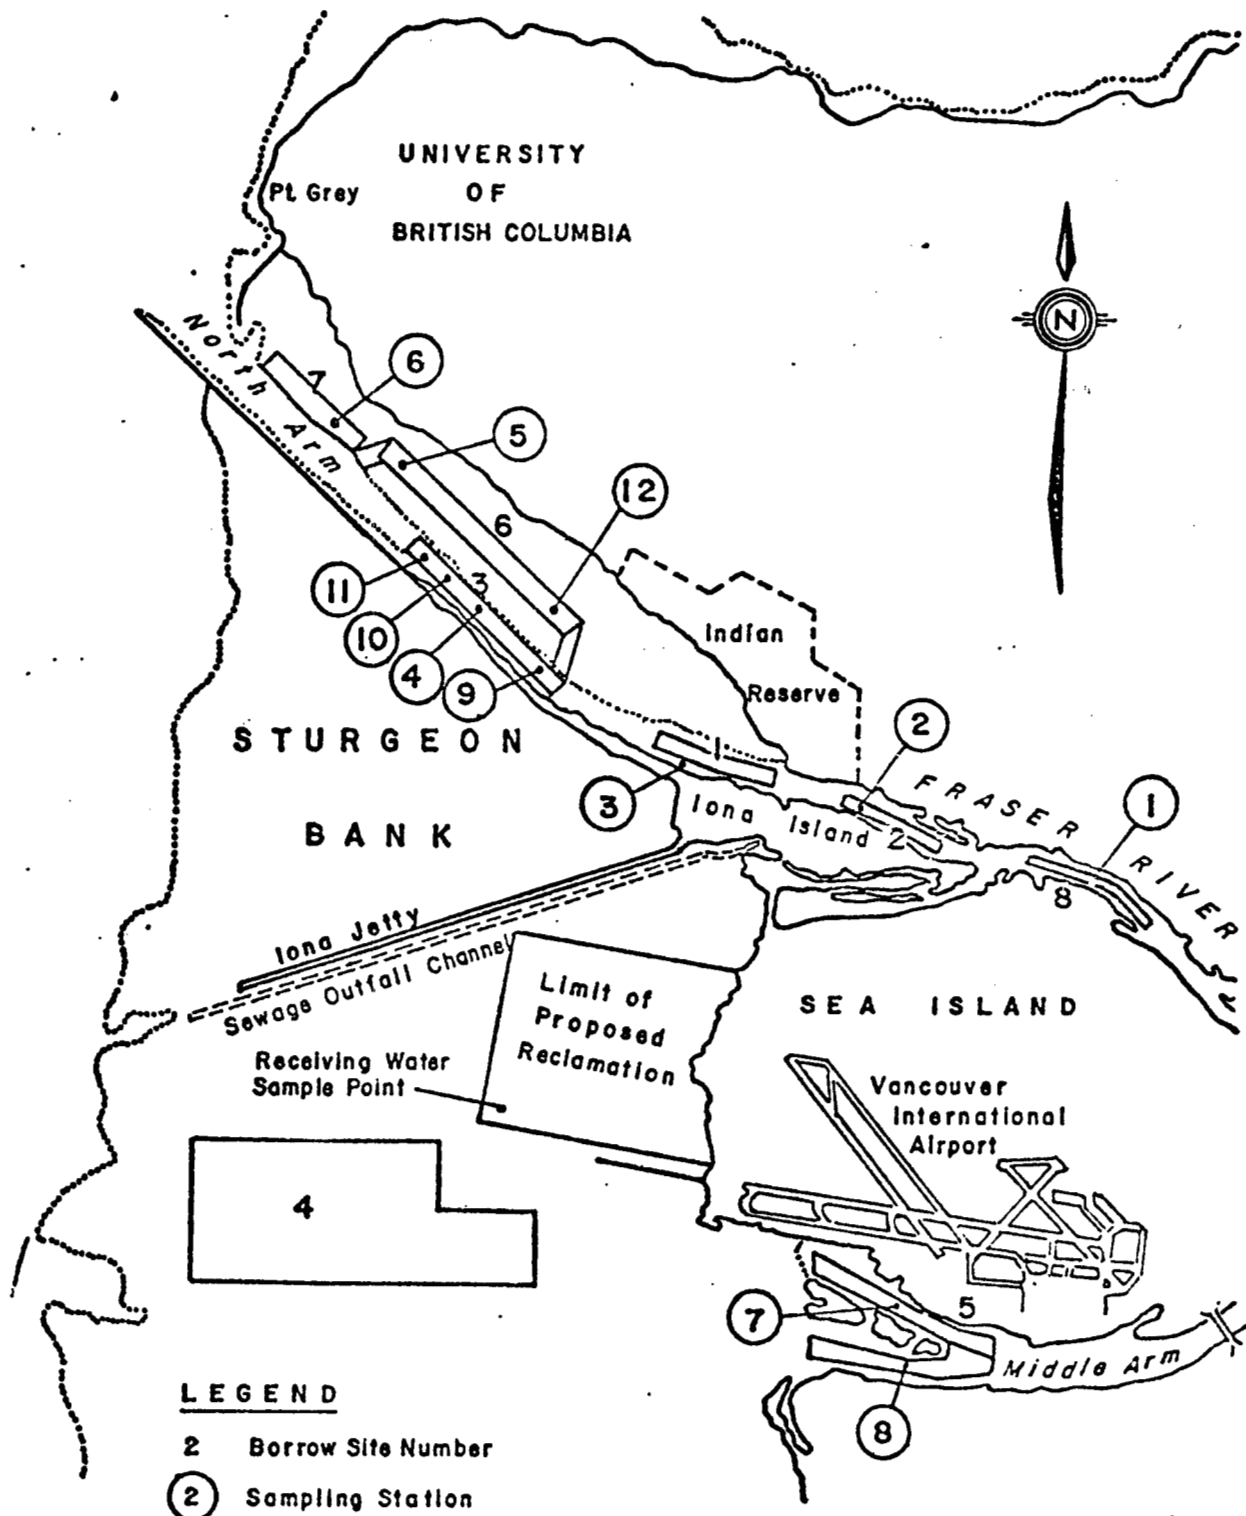 UNIVERSITY
OF
BRITISH COLUMBIA
Pt. Grey
N
North Arm
7
6
5
12
6
3
11
10
4
9
Indian
Reserve
STURGEON
BANK
1
2
3
Iona Island
2
FRASER RIVER
1
8
Iona Jetty
Sewage Outfall Channel
Limit of
Proposed
Reclamation
SEA ISLAND
Receiving Water
Sample Point
Vancouver
International
Airport
4
5
7
Middle Arm
8
LEGEND
2 Borrow Site Number
2 Sampling Station